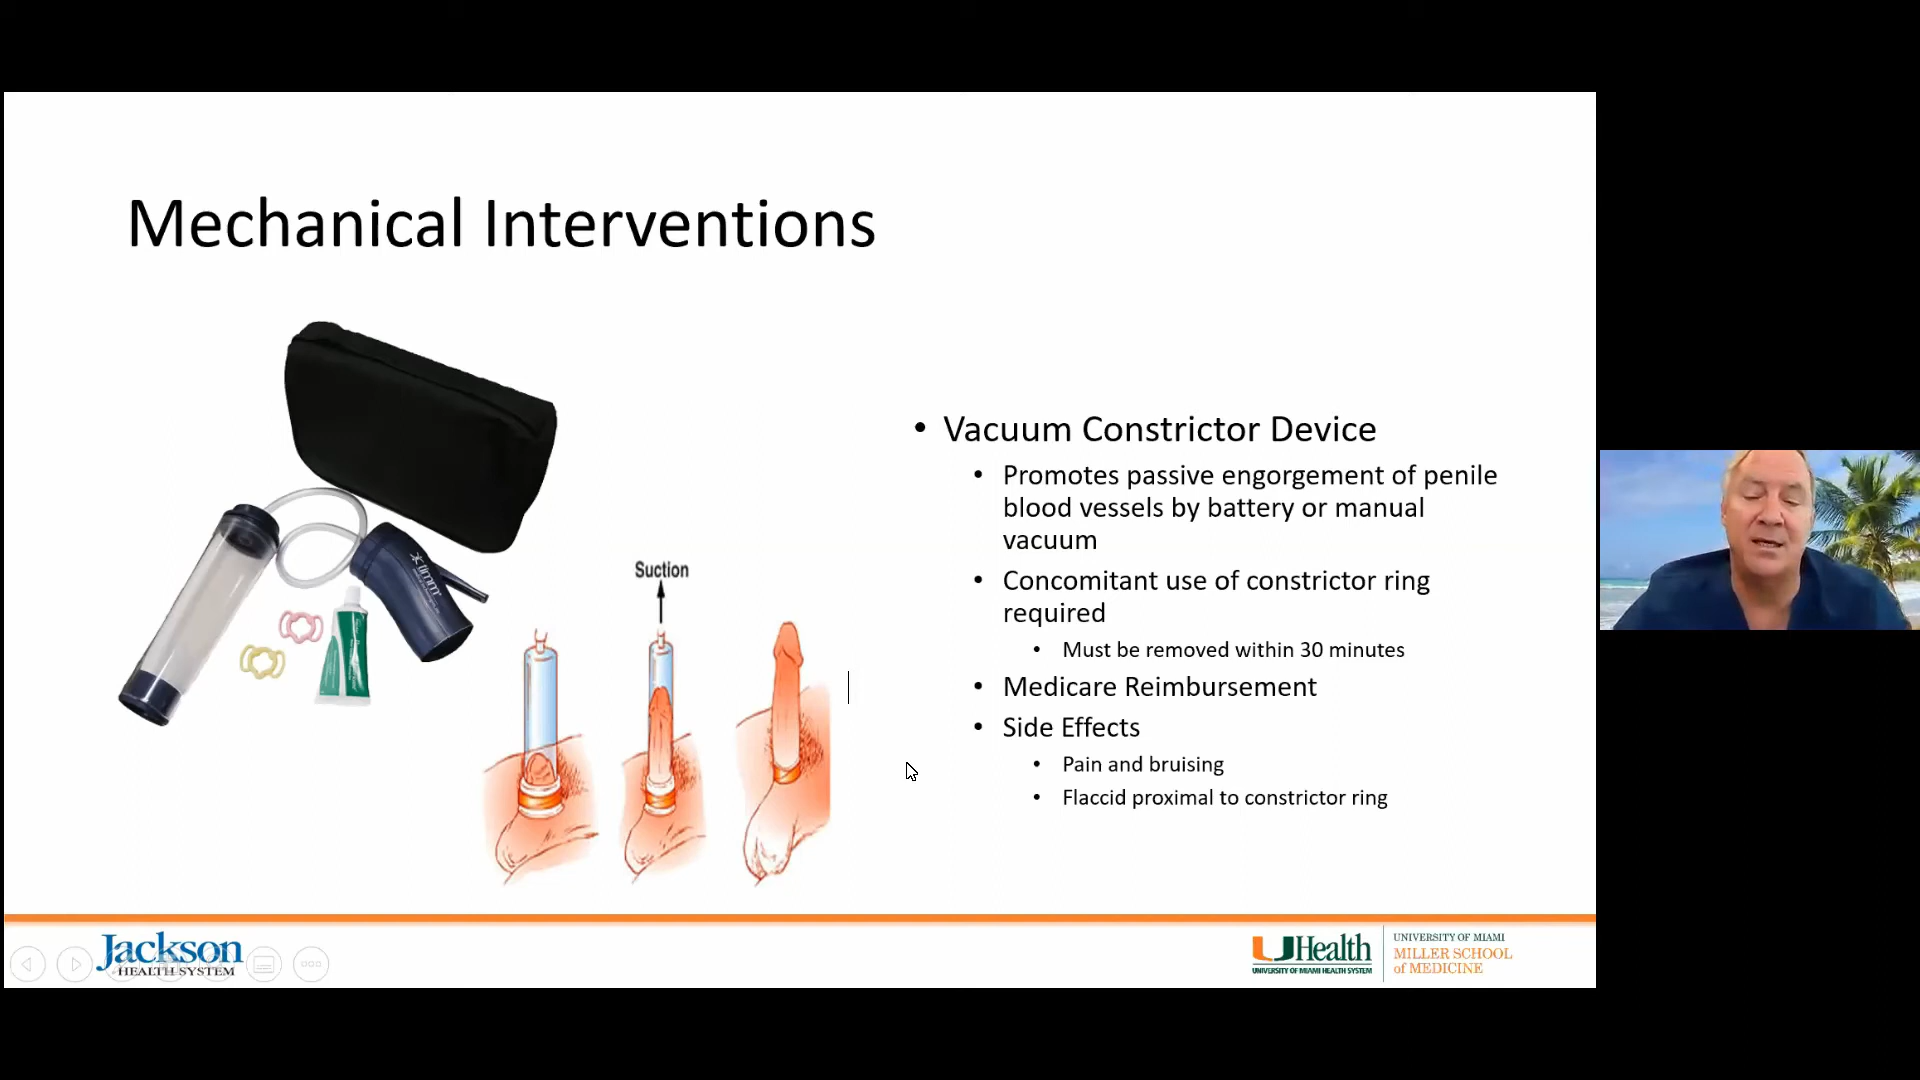 Mechanical Interventions
Suction
• Vacuum Constrictor Device
• Promotes passive engorgement of penile
blood vessels by battery or manual
vacuum
• Concomitant use of constrictor ring
required
• Must be removed within 30 minutes
• Medicare Reimbursement
• Side Effects
• Pain and bruising
• Flaccid proximal to constrictor ring
Jackson
HEALTH SYSTEM
UHealth
UNIVERSITY OF MIAMI HEALTH SYSTEM
UNIVERSITY OF MIAMI
MILLER SCHOOL
of MEDICINE